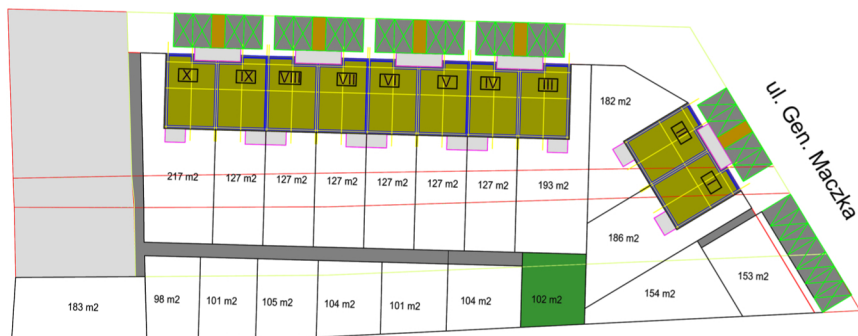 X IX VIII VII VI V IV III
182 m2
II
I
ul. Gen. Maczka
217 m2 127 m2 127 m2 127 m2 127 m2 127 m2 127 m2 193 m2
186 m2
183 m2 98 m2 101 m2 105 m2 104 m2 101 m2 104 m2 102 m2 154 m2 153 m2